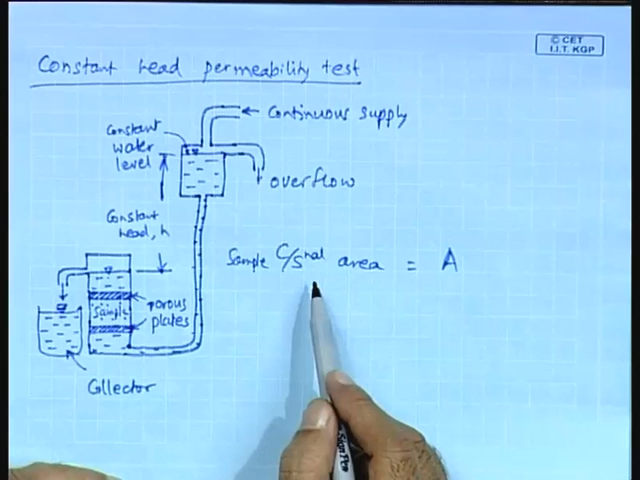 © CET
I.I.T. KGP
Constant head permeability test
Continuous supply
Constant
water
level
overflow
Constant
head, h
Sample C/Snal area = A
Sample
porous
plates
Collector